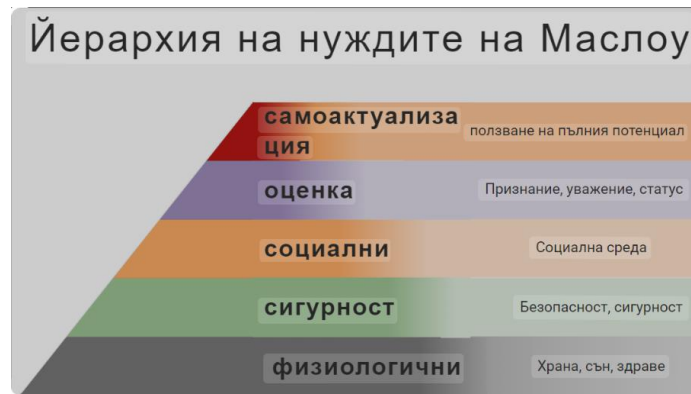 Йерархия на нуждите на Маслоу
самоактуализа
ция
ползване на пълния потенциал
оценка
Признание, уважение, статус
социални
Социална среда
сигурност
Безопасност, сигурност
физиологични
Храна, сън, здраве